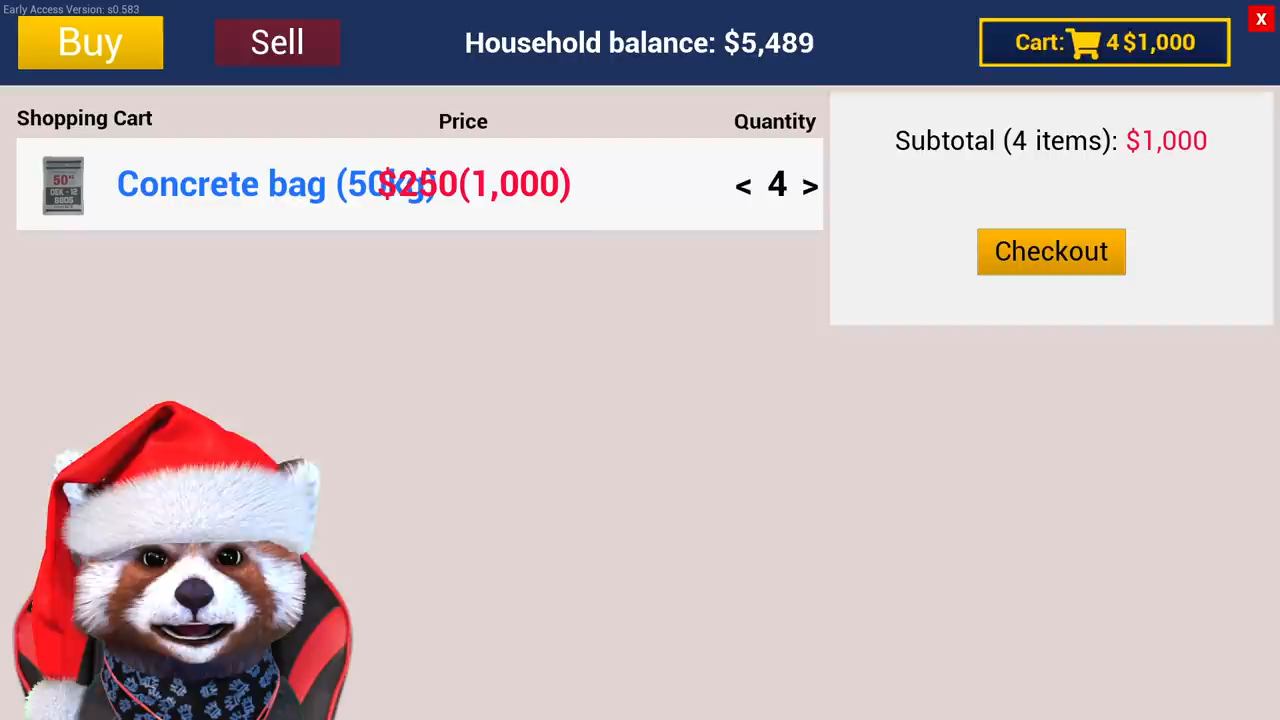 Early Access Version: s0.583
Buy
Sell
Household balance: $5,489
Cart: 4 $1,000
X
Shopping Cart
Price
Quantity
Concrete bag (50kg)
$250(1,000)
< 4 >
50
Subtotal (4 items): $1,000
Checkout